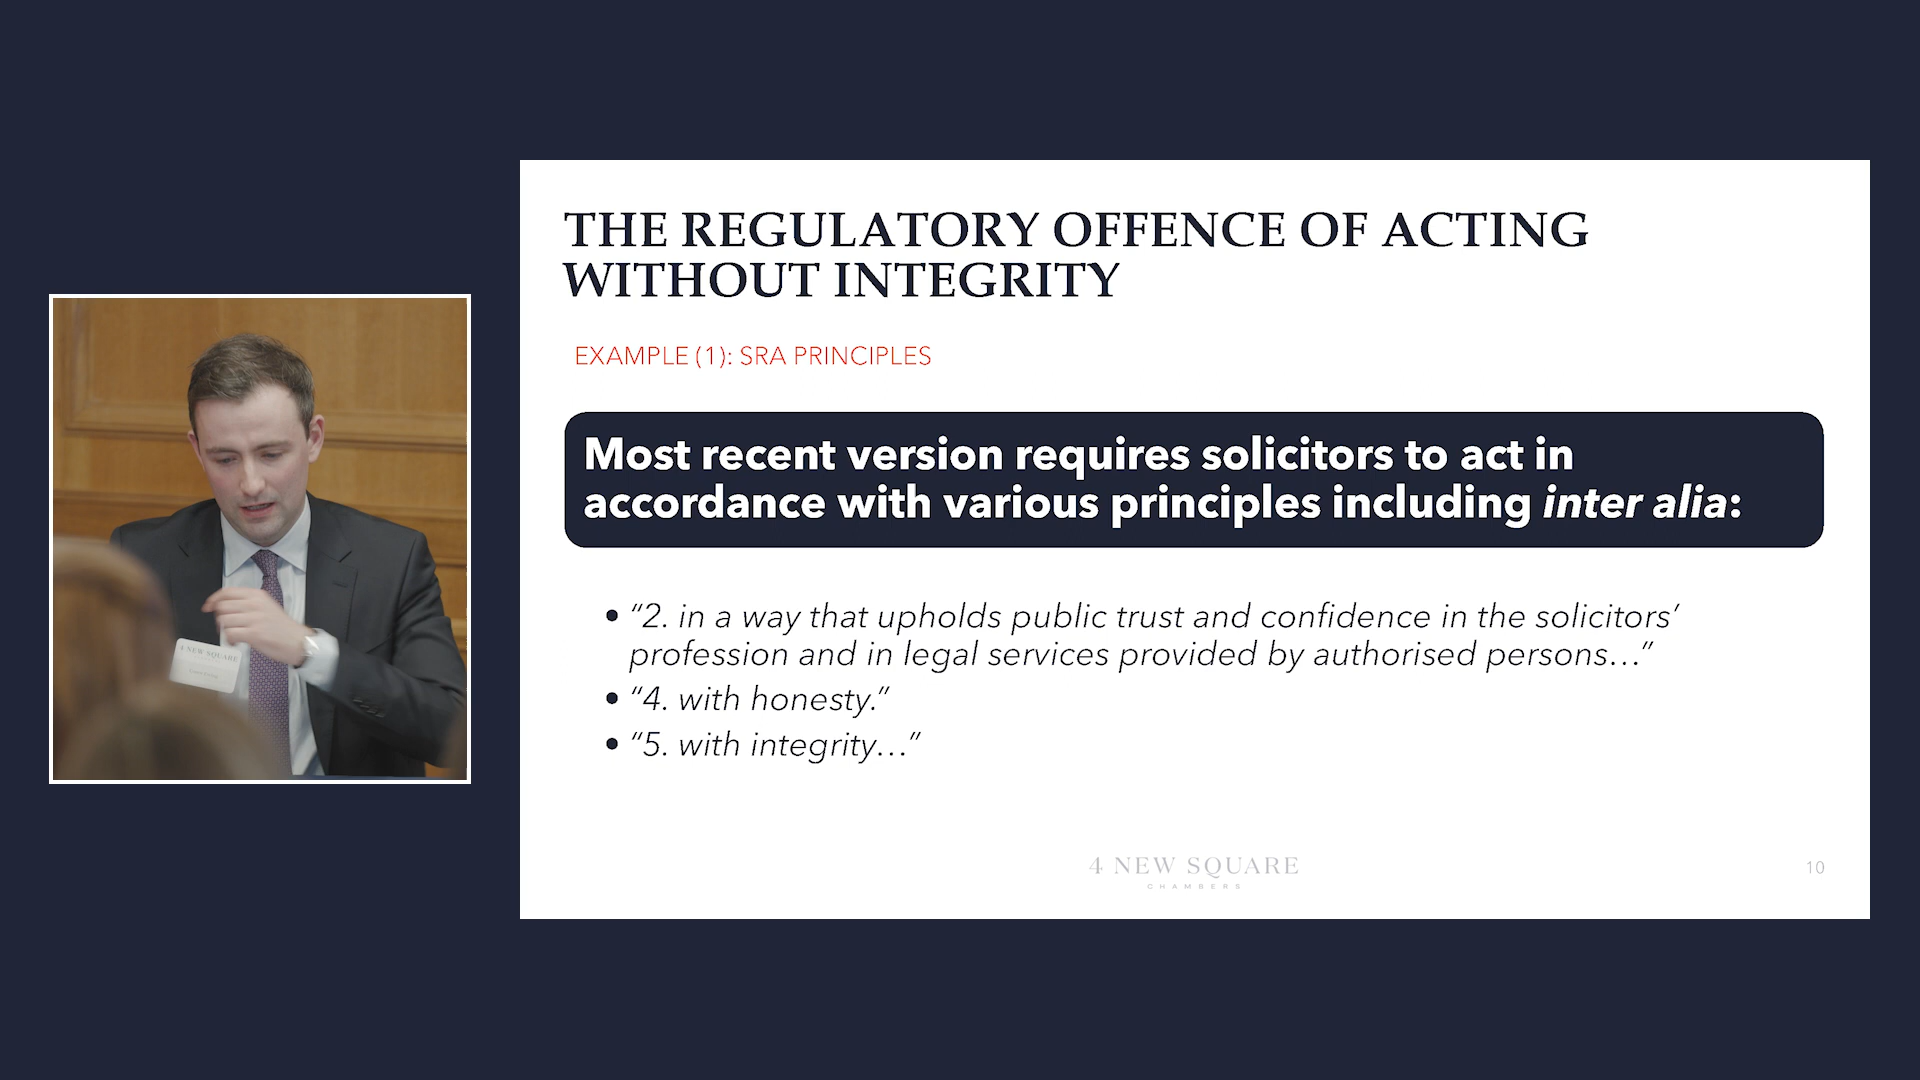 THE REGULATORY OFFENCE OF ACTING
WITHOUT INTEGRITY
EXAMPLE (1): SRA PRINCIPLES
Most recent version requires solicitors to act in
accordance with various principles including inter alia:
• “2. in a way that upholds public trust and confidence in the solicitors’
profession and in legal services provided by authorised persons…”
• “4. with honesty.”
• “5. with integrity…”
4 NEW SQUARE
CHAMBERS
10
4 NEW SQUARE